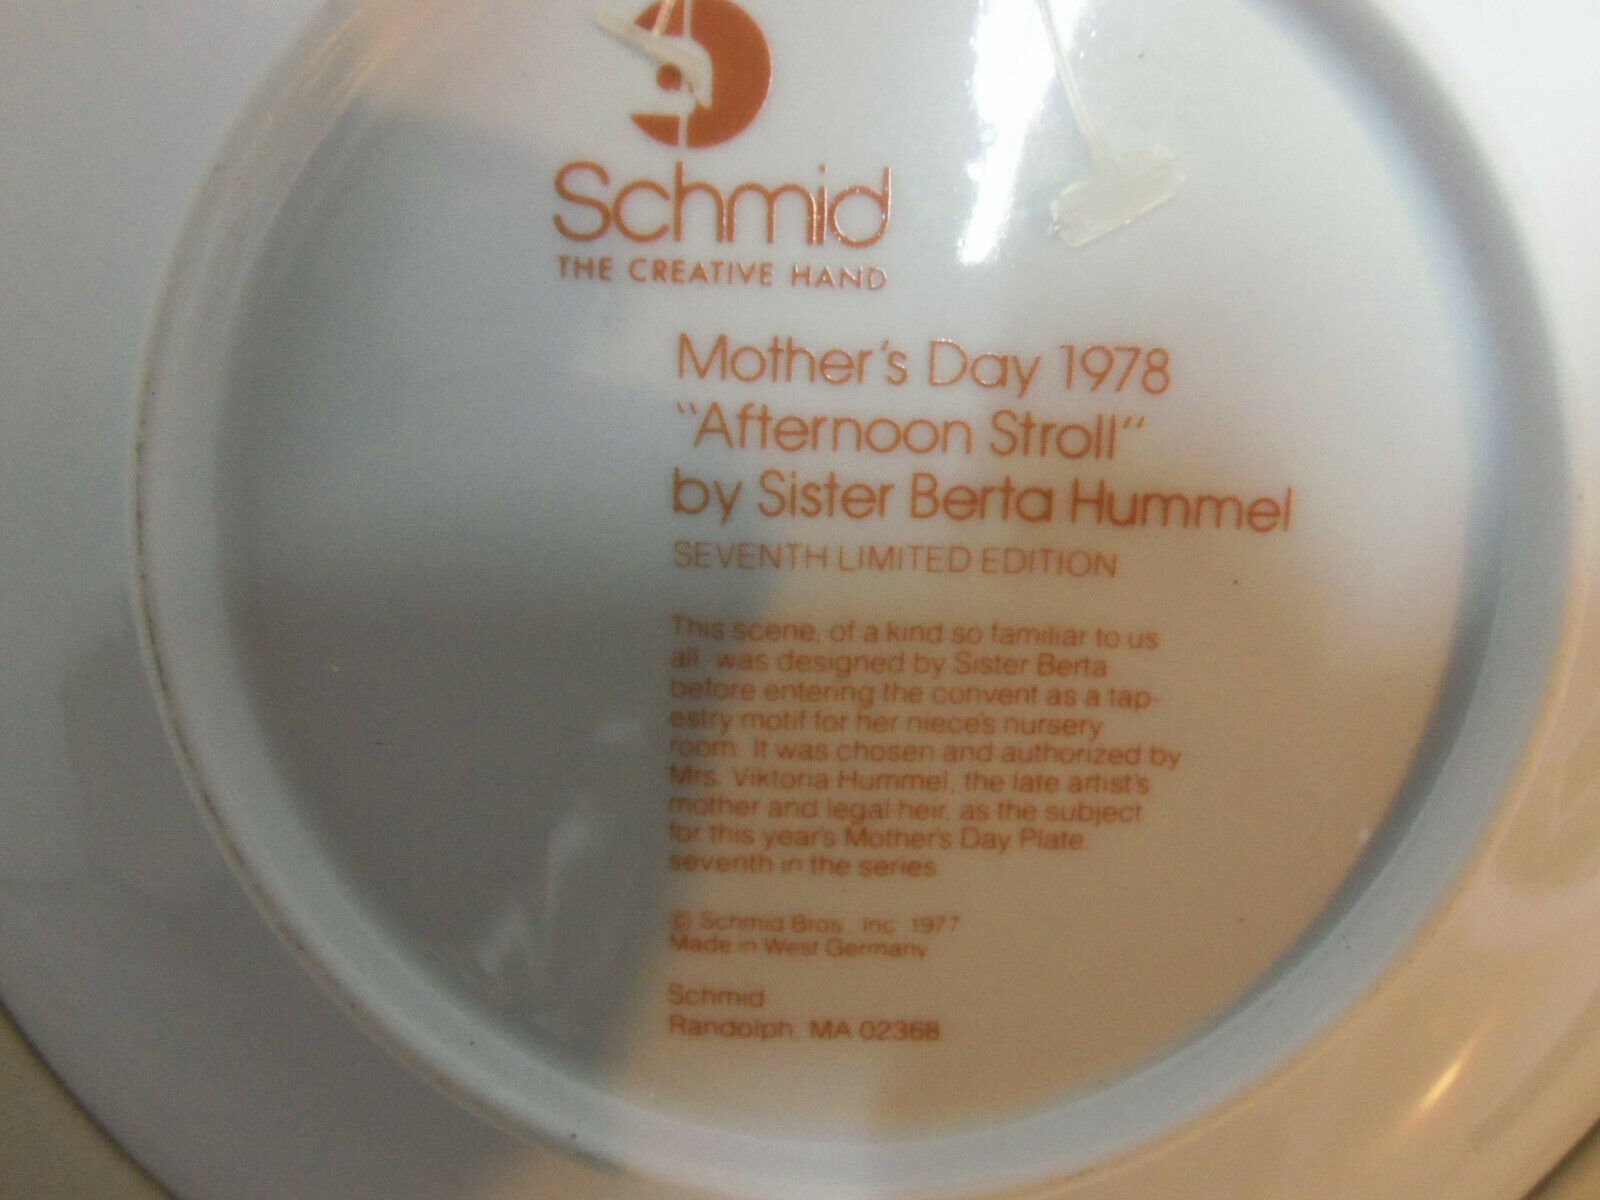 Schmid
THE CREATIVE HAND
Mother's Day 1978
"Afternoon Stroll"
by Sister Berta Hummel
SEVENTH LIMITED EDITION
This scene, of a kind so familiar to us
all, was designed by Sister Berta
before entering the convent as a tap-
estry motif for her niece's nursery
room. It was chosen and authorized by
Mrs. Viktoria Hummel, the late artist's
mother and legal heir, as the subject
for this year's Mother's Day Plate,
seventh in the series
© Schmid Bros., Inc. 1977
Made in West Germany
Schmid
Randolph, MA 02368